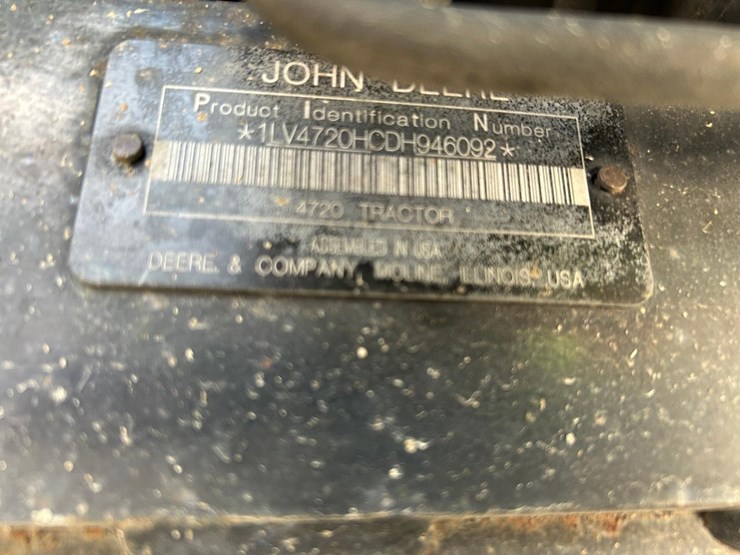 JOHN DEERE
Product Identification Number
*1LV4720HCDH946092*
4720 TRACTOR
ASSEMBLED IN USA
DEERE & COMPANY MOLINE, ILLINOIS USA